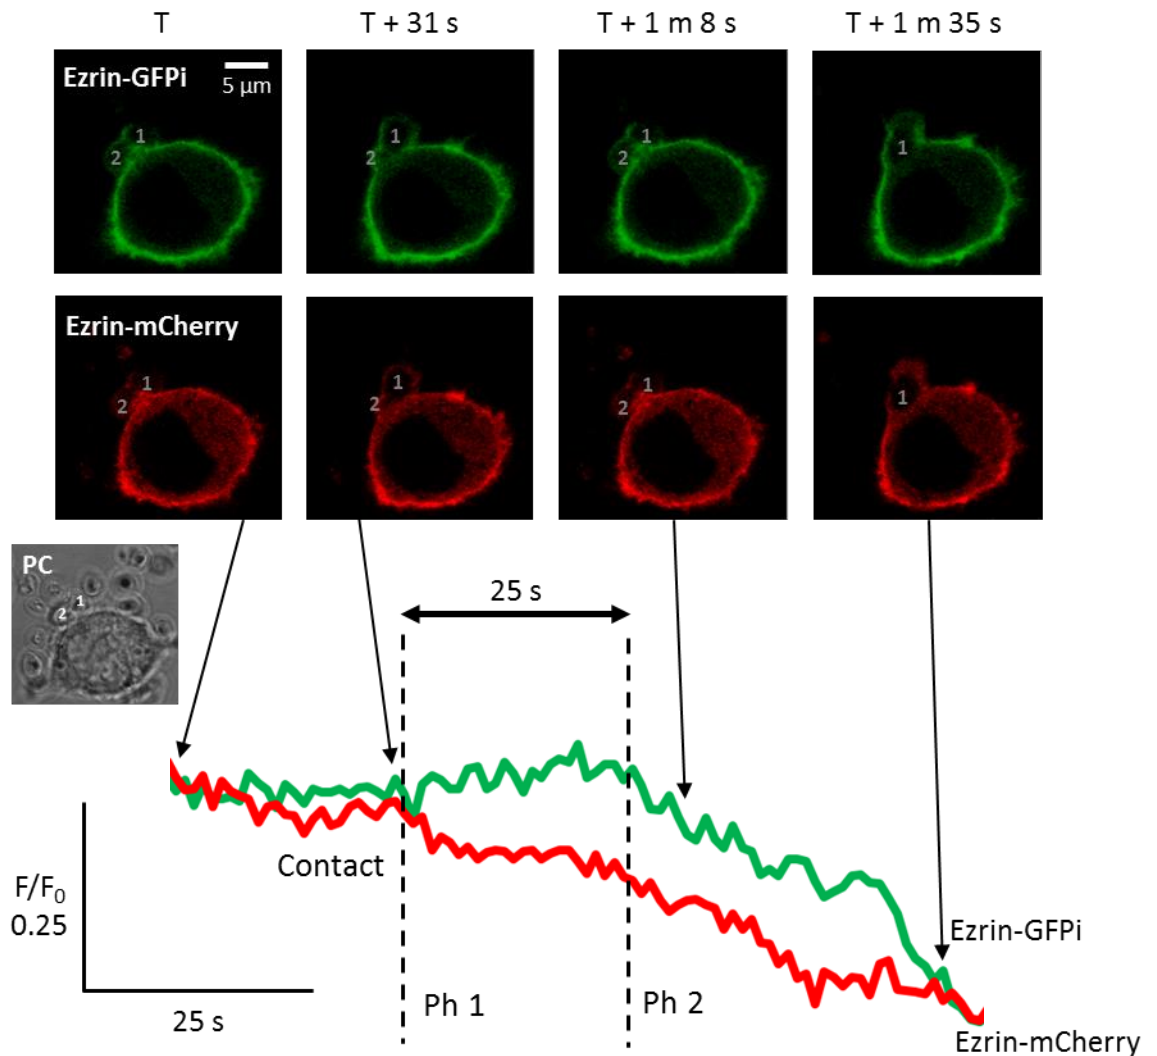 T
T + 31 s
T + 1 m 8 s
T + 1 m 35 s
Ezrin-GFPi
5 µm
1
2
1
2
1
2
1
Ezrin-mCherry
1
2
1
2
1
2
1
PC
1
2
25 s
Contact
F/F₀
0.25
25 s
Ph 1
Ph 2
Ezrin-GFPi
Ezrin-mCherry